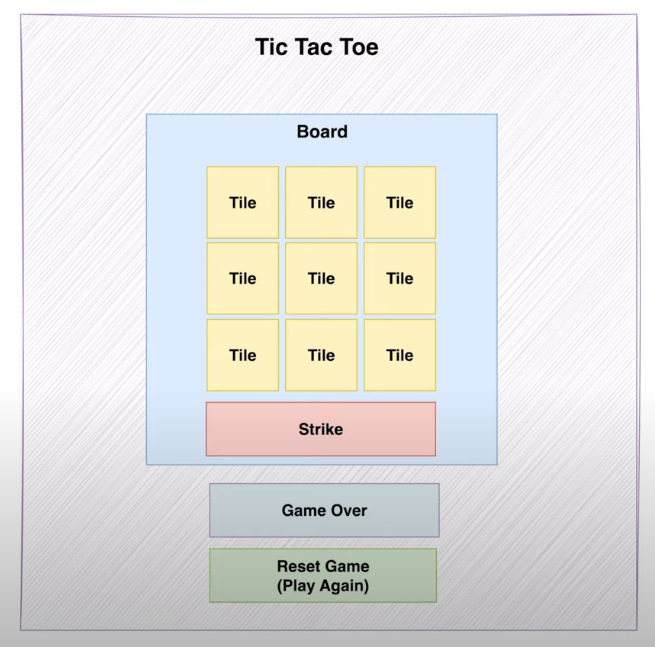 Tic Tac Toe
Board
Tile Tile Tile
Tile Tile Tile
Tile Tile Tile
Strike
Game Over
Reset Game
(Play Again)